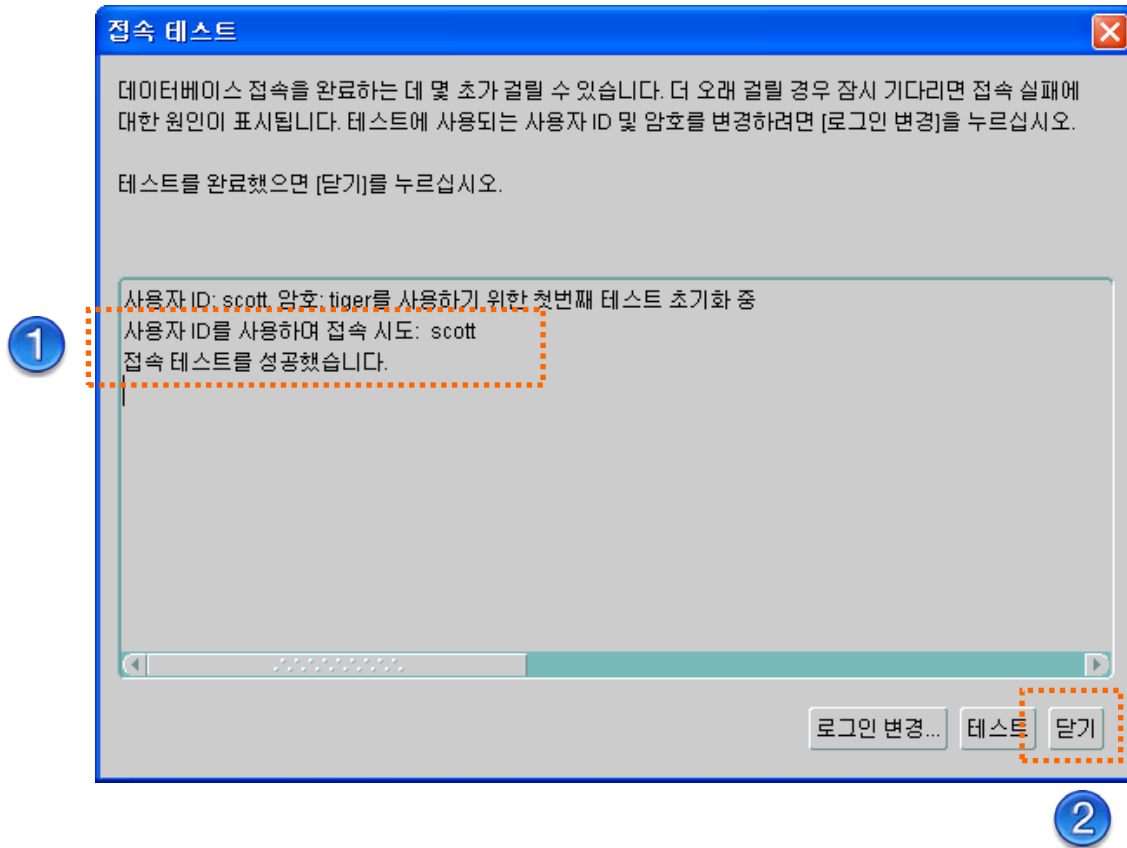 접속 테스트
데이터베이스 접속을 완료하는 데 몇 초가 걸릴 수 있습니다. 더 오래 걸릴 경우 잠시 기다리면 접속 실패에
대한 원인이 표시됩니다. 테스트에 사용되는 사용자 ID 및 암호를 변경하려면 [로그인 변경]을 누르십시오.
테스트를 완료했으면 [닫기]를 누르십시오.
사용자 ID: scott, 암호: tiger를 사용하기 위한 첫번째 테스트 초기화 중
1
사용자 ID를 사용하여 접속 시도:  scott
접속 테스트를 성공했습니다.
로그인 변경... 테스트 닫기
2